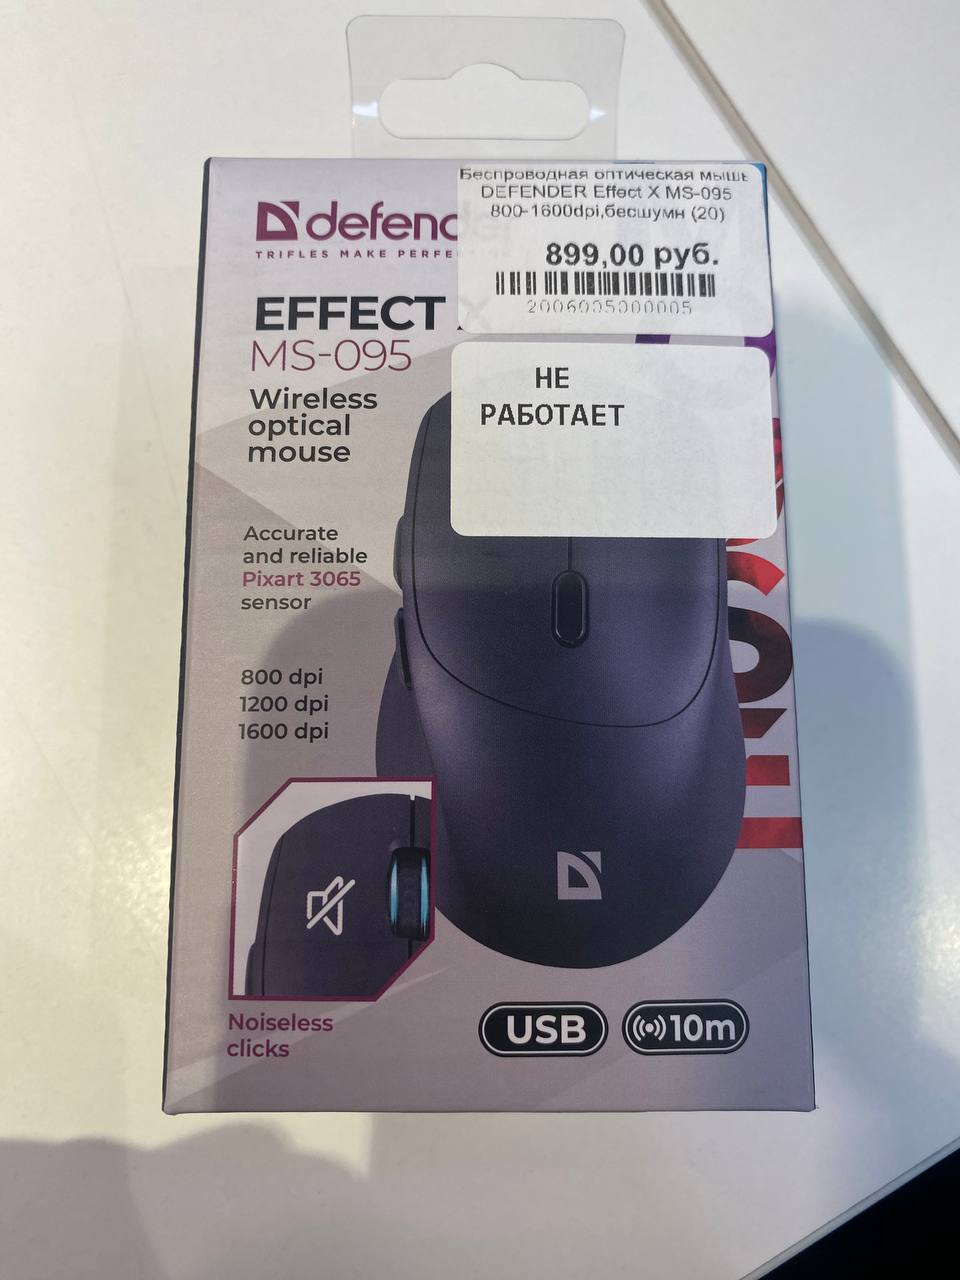 Беспроводная оптическая мышь
DEFENDER Effect X MS-095
800-1600dpi,бесшумн (20)
899,00 руб.
2006005000005
defender
TRIFLES MAKE PERFE
EFFECT X
MS-095
НЕ
РАБОТАЕТ
Wireless
optical
mouse
Accurate
and reliable
Pixart 3065
sensor
800 dpi
1200 dpi
1600 dpi
Noiseless
clicks
USB
10m